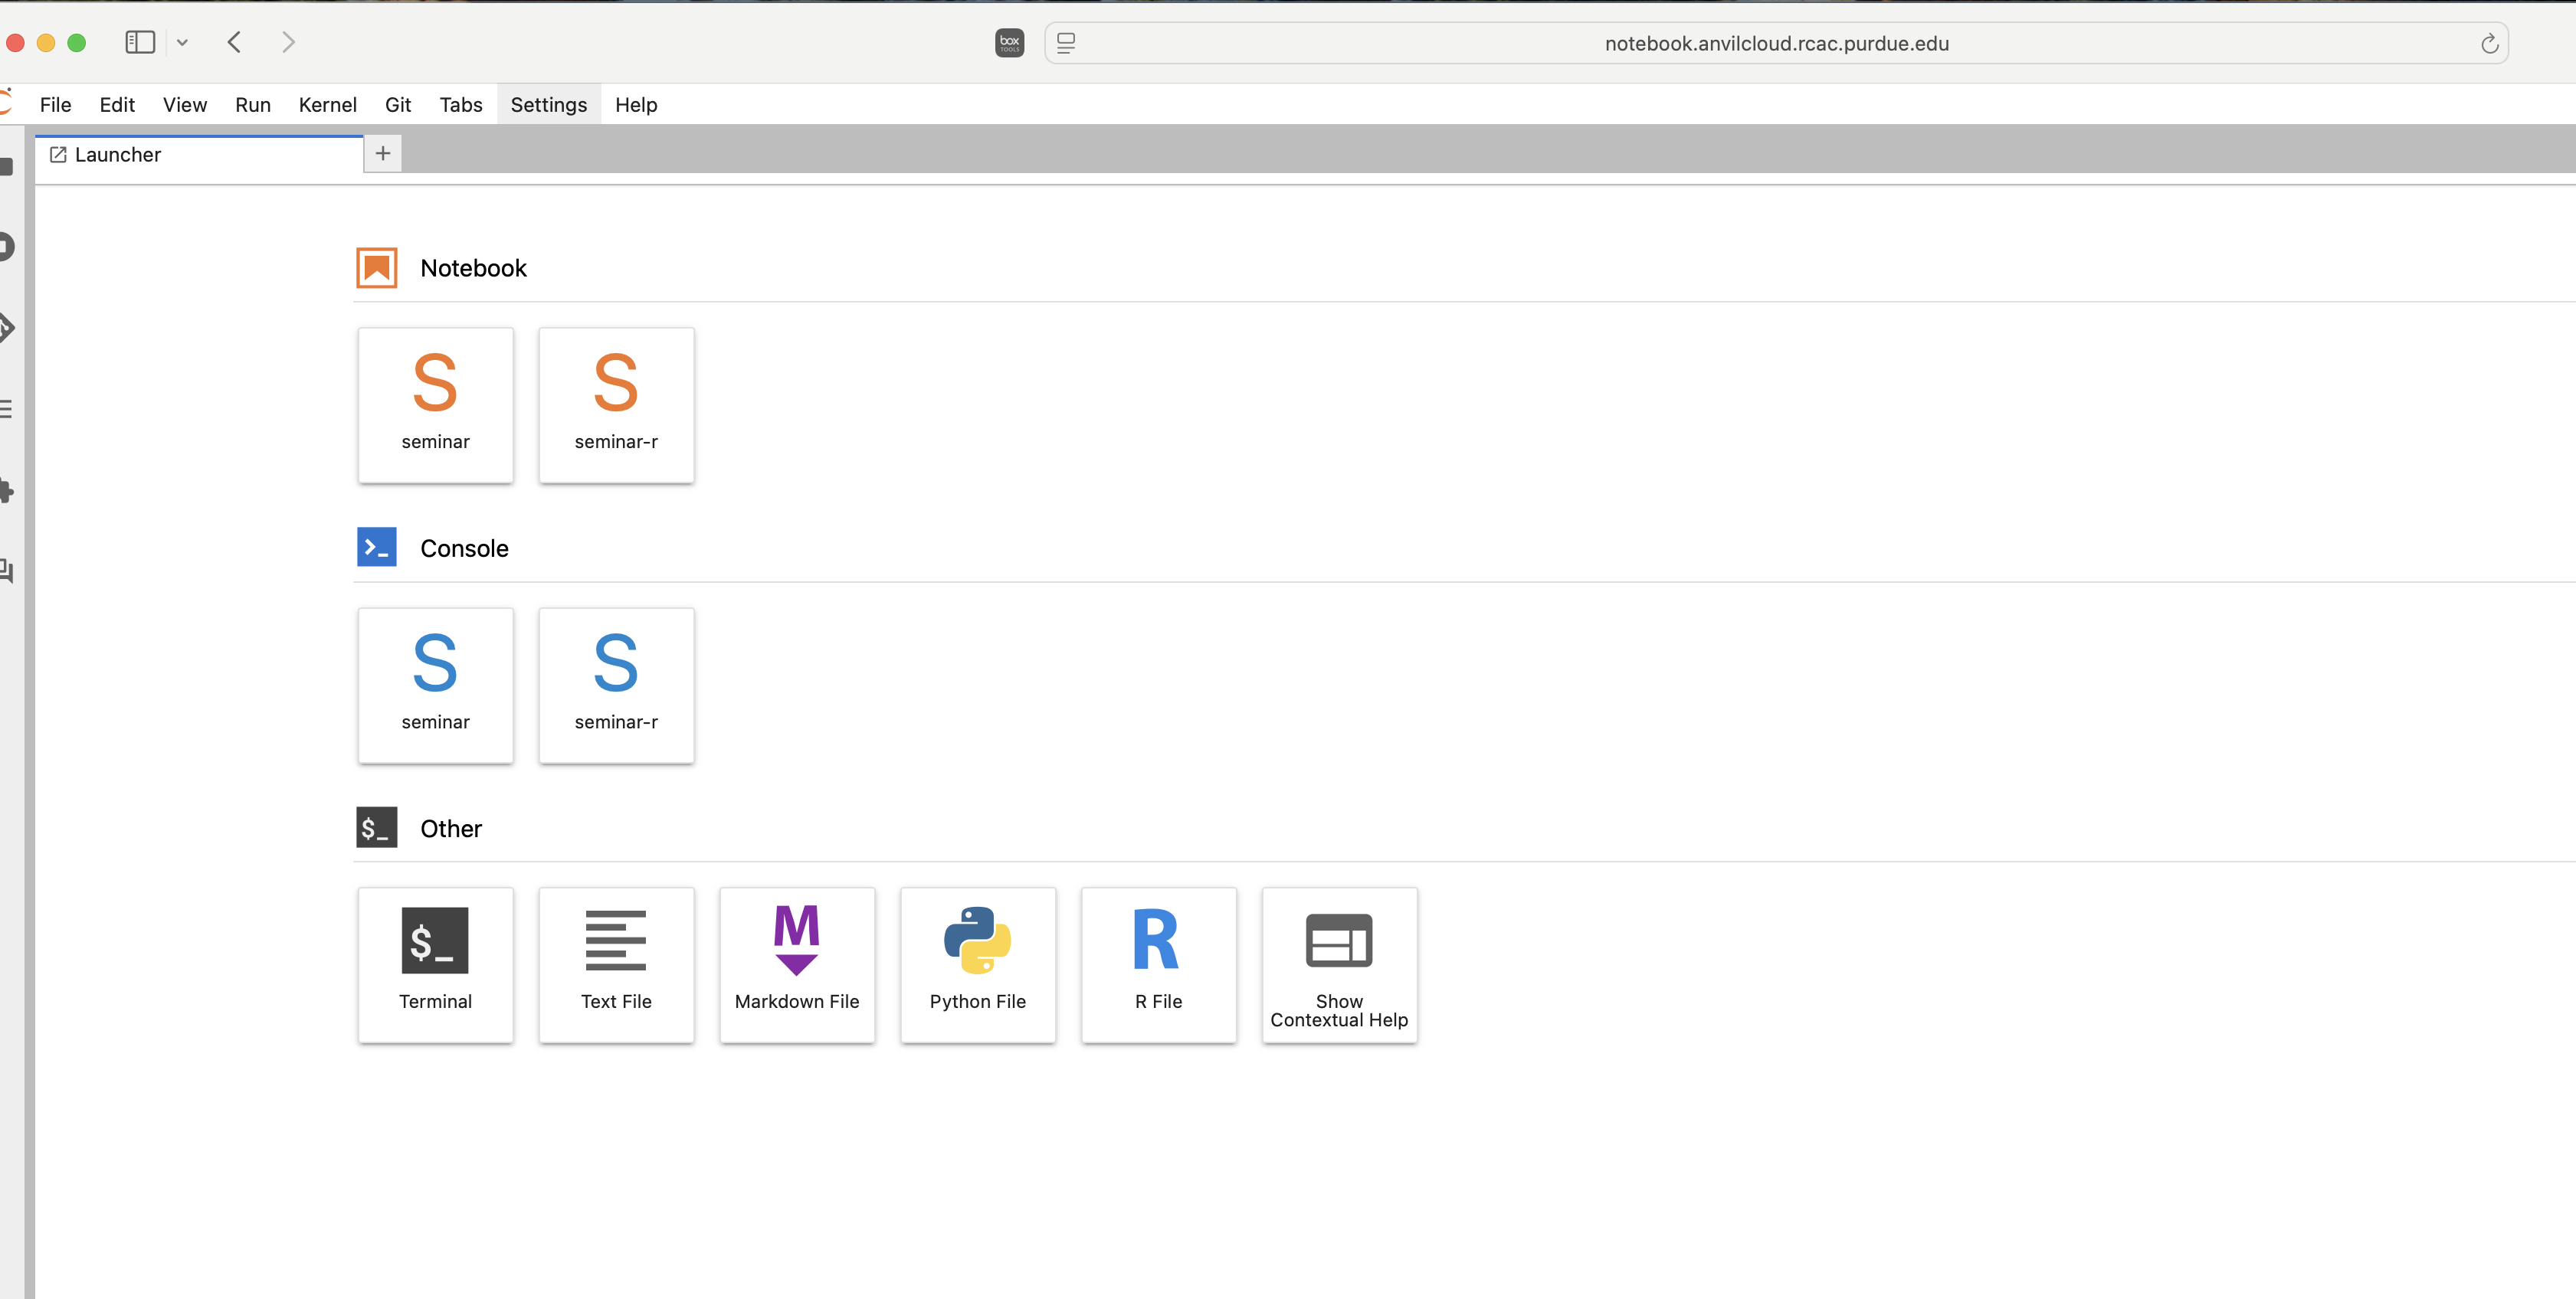 box
TOOLS
notebook.anvilcloud.rcac.purdue.edu
File Edit View Run Kernel Git Tabs Settings Help
Launcher
Notebook
S S
seminar seminar-r
Console
S S
seminar seminar-r
$_ Other
$_ M R
Terminal Text File Markdown File Python File R File Show
Contextual Help